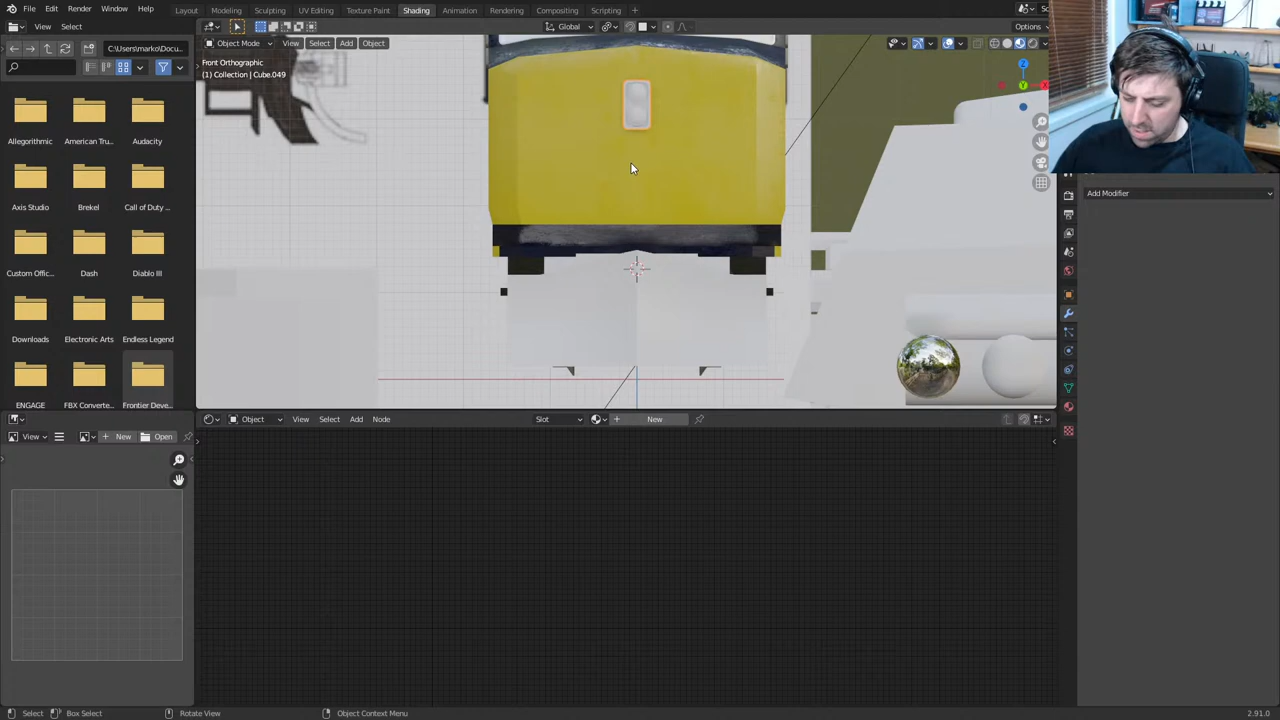 File Edit Render Window Help Layout Modeling Sculpting UV Editing Texture Paint Shading Animation Rendering Compositing Scripting
View Select C:\Users\marko\Docu... Global Options
Object Mode View Select Add Object
Front Orthographic
(1) Collection | Cube.049
Allegorithmic American Tru... Audacity
Axis Studio Brekel Call of Duty ...
Custom Offic... Dash Diablo III
Downloads Electronic Arts Endless Legend
ENGAGE FBX Converte... Frontier Deve...
Add Modifier
Object View Select Add Node Slot New
View New Open
Select Box Select Rotate View Object Context Menu 2.91.0